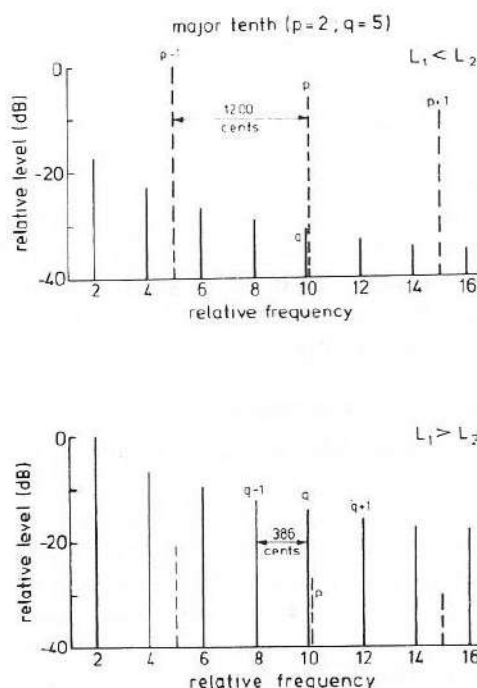 major tenth (p=2, q=5)
L₁ < L₂
p-1
p
p+1
0
1200
cents
-20
q
-40
2 4 6 8 10 12 14 16
relative level (dB)
relative frequency
L₁ > L₂
0
q-1
q
q+1
386
cents
-20
p
-40
2 4 6 8 10 12 14 16
relative level (dB)
relative frequency